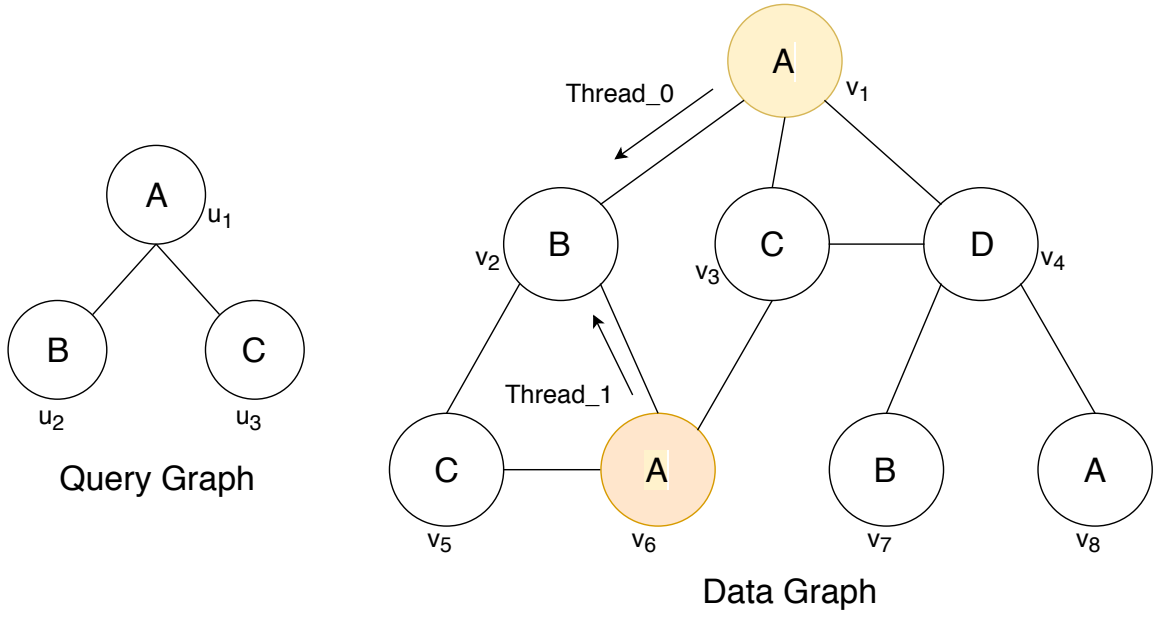 A
u1
B
u2
C
u3
Query Graph
Thread_0
A
v1
B
v2
C
v3
D
v4
Thread_1
C
v5
A
v6
B
v7
A
v8
Data Graph